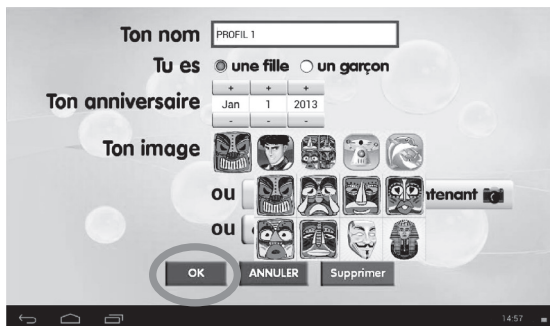 Ton nom PROFIL 1
Tu es une fille un garçon
+ + +
Ton anniversaire Jan 1 2013
- - -
Ton image
ou tenant
ou
OK ANNULER Supprimer
14:57